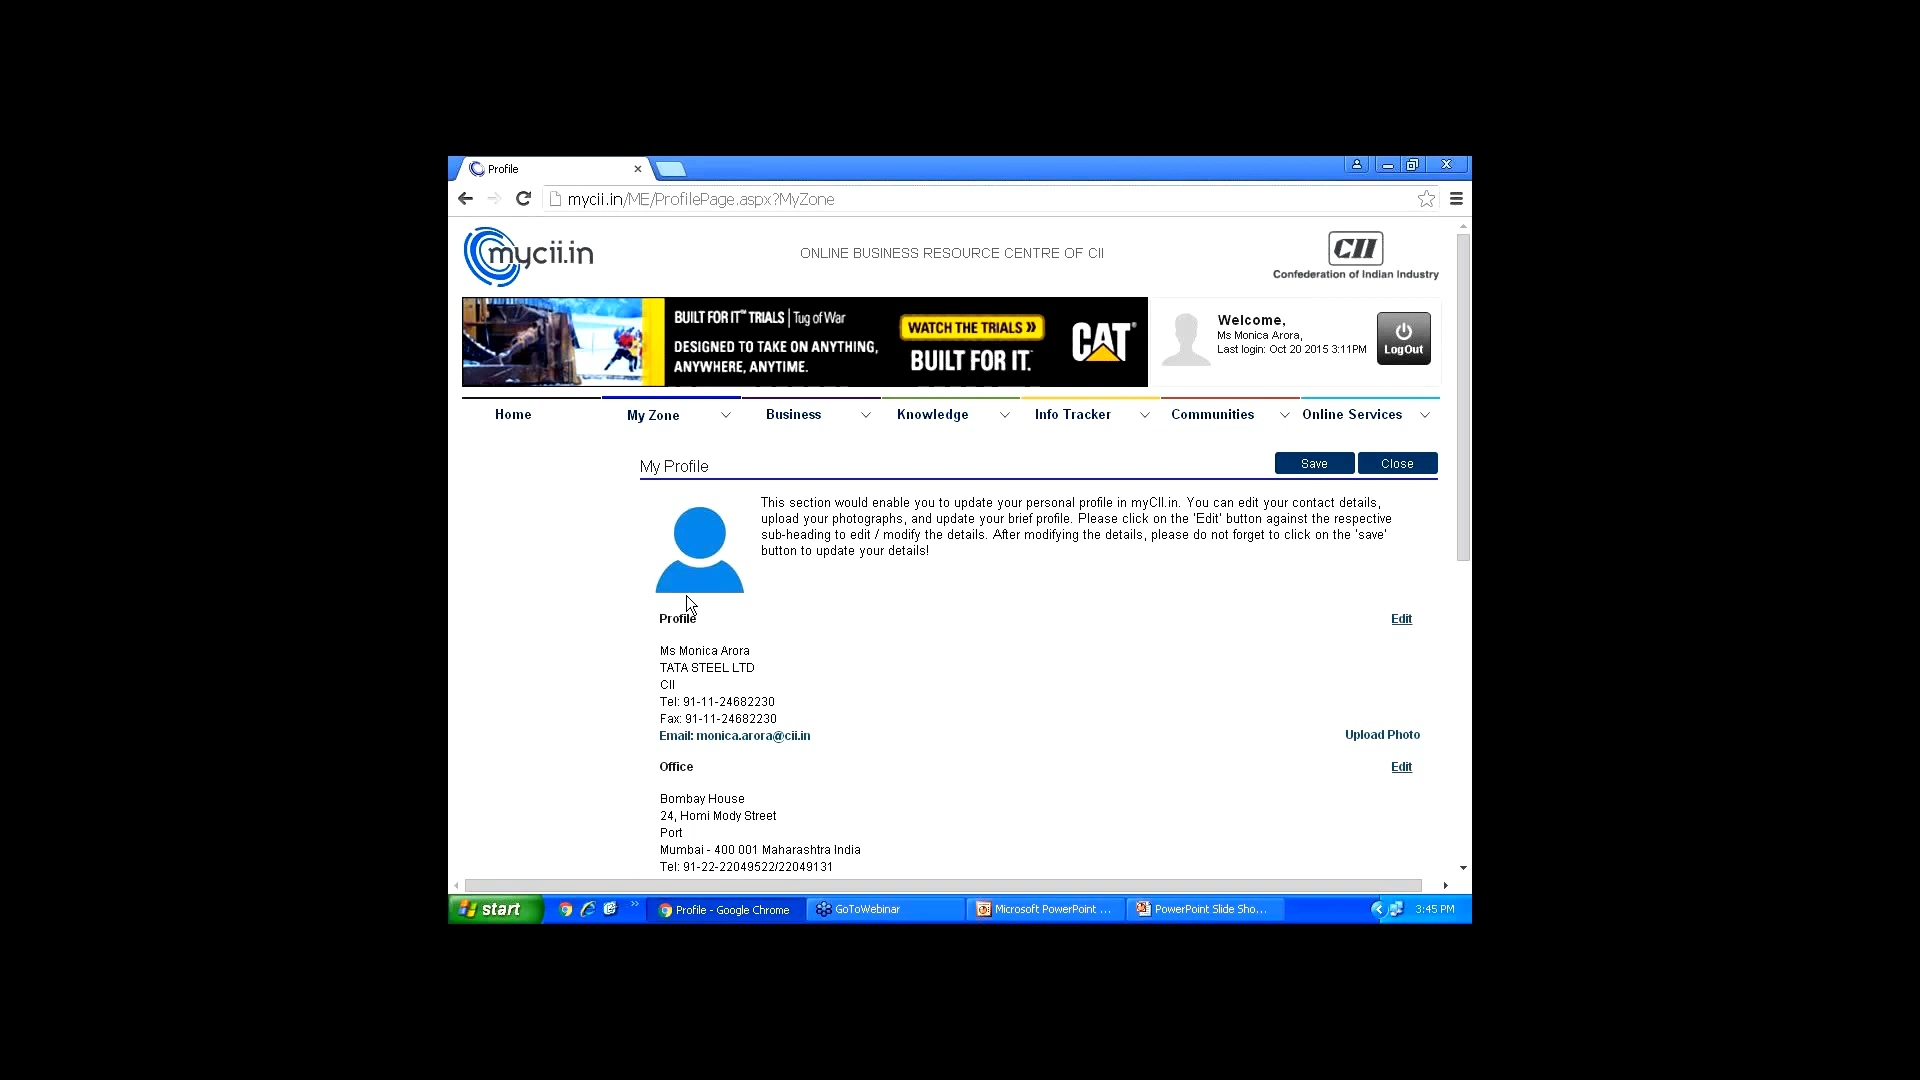 Profile
mycii.in/ME/ProfilePage.aspx?MyZone
mycii.in
ONLINE BUSINESS RESOURCE CENTRE OF CII
CII
Confederation of Indian Industry
BUILT FOR IT™ TRIALS | Tug of War
DESIGNED TO TAKE ON ANYTHING,
ANYWHERE, ANYTIME.
WATCH THE TRIALS »
BUILT FOR IT.™
CAT®
Welcome,
Ms Monica Arora,
Last login: Oct 20 2015 3:11PM
LogOut
Home My Zone Business Knowledge Info Tracker Communities Online Services
My Profile
Save Close
This section would enable you to update your personal profile in myCII.in. You can edit your contact details,
upload your photographs, and update your brief profile. Please click on the 'Edit' button against the respective
sub-heading to edit / modify the details. After modifying the details, please do not forget to click on the 'save'
button to update your details!
Profile Edit
Ms Monica Arora
TATA STEEL LTD
CII
Tel: 91-11-24682230
Fax: 91-11-24682230
Email: monica.arora@cii.in Upload Photo
Office Edit
Bombay House
24, Homi Mody Street
Port
Mumbai - 400 001 Maharashtra India
Tel: 91-22-22049522/22049131
start Profile - Google Chrome GoToWebinar Microsoft PowerPoint ... PowerPoint Slide Sho... 3:45 PM